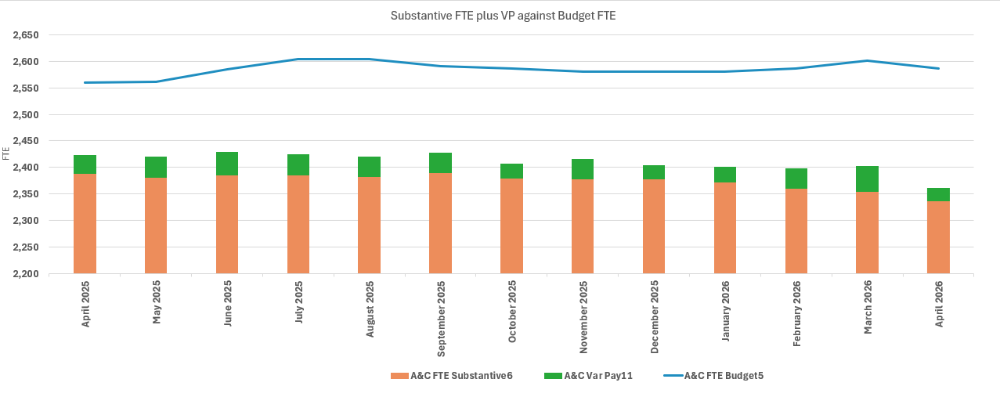 Substantive FTE plus VP against Budget FTE
2,650
2,600
2,550
2,500
2,450
2,400
2,350
2,300
2,250
2,200
FTE
April 2025
May 2025
June 2025
July 2025
August 2025
September 2025
October 2025
November 2025
December 2025
January 2026
February 2026
March 2026
April 2026
A&C FTE Substantive6
A&C Var Pay11
A&C FTE Budget5